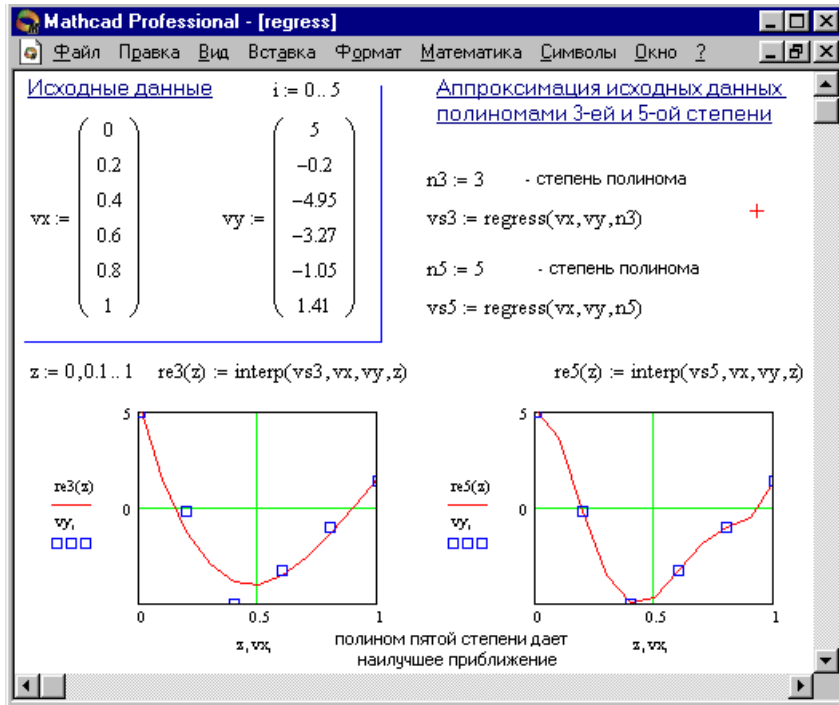 Mathcad Professional - [regress]
Файл Правка Вид Вставка Формат Математика Символы Окно ?
Исходные данные i := 0.. 5
Аппроксимация исходных данных
полиномами 3-ей и 5-ой степени
vx :=
0
0.2
0.4
0.6
0.8
1
vy :=
5
−0.2
−4.95
−3.27
−1.05
1.41
n3 := 3 - степень полинома
vs3 := regress(vx,vy,n3)
n5 := 5 - степень полинома
vs5 := regress(vx,vy,n5)
z := 0,0.1.. 1 re3(z) := interp(vs3,vx,vy,z) re5(z) := interp(vs5,vx,vy,z)
5
0
re3(z)
vyi
0 0.5 1
z,vxi
5
0
re5(z)
vyi
0 0.5 1
z,vxi
полином пятой степени дает
наилучшее приближение